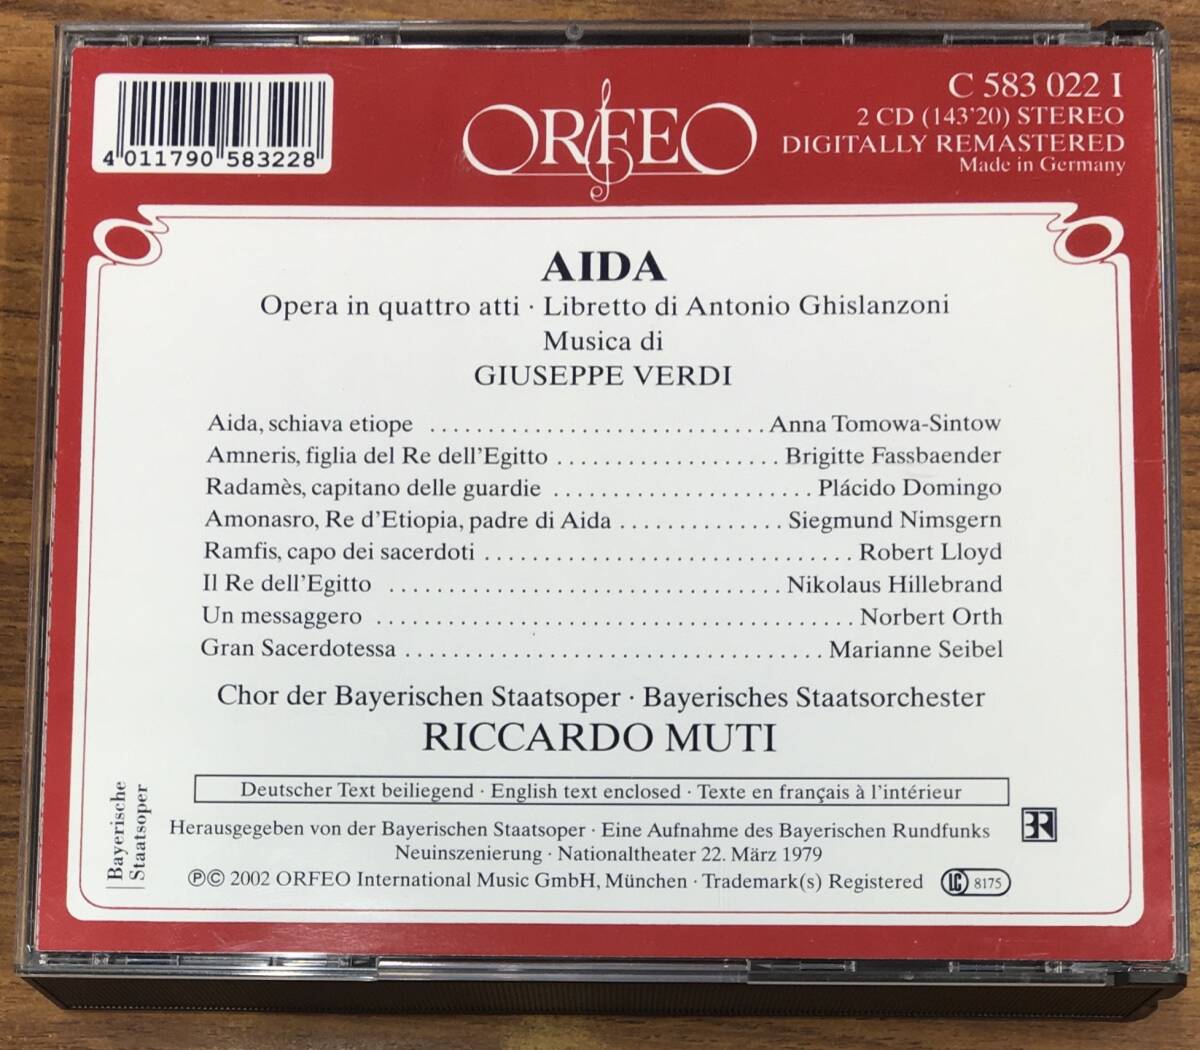 4 011790 583228
ORFEO
C 583 022 I
2 CD (143'20) STEREO
DIGITALLY REMASTERED
Made in Germany
AIDA
Opera in quattro atti · Libretto di Antonio Ghislanzoni
Musica di
GIUSEPPE VERDI
Aida, schiava etiope ............................ Anna Tomowa-Sintow
Amneris, figlia del Re dell'Egitto ................... Brigitte Fassbaender
Radamès, capitano delle guardie ...................... Plácido Domingo
Amonasro, Re d'Etiopia, padre di Aida .............. Siegmund Nimsgern
Ramfis, capo dei sacerdoti ............................... Robert Lloyd
Il Re dell'Egitto ................................. Nikolaus Hillebrand
Un messaggero ........................................ Norbert Orth
Gran Sacerdotessa ................................... Marianne Seibel
Chor der Bayerischen Staatsoper · Bayerisches Staatsorchester
RICCARDO MUTI
Deutscher Text beiliegend · English text enclosed · Texte en français à l'intérieur
Bayerische
Staatsoper
Herausgegeben von der Bayerischen Staatsoper · Eine Aufnahme des Bayerischen Rundfunks
Neuinszenierung · Nationaltheater 22. März 1979
℗© 2002 ORFEO International Music GmbH, München · Trademark(s) Registered
LC 8175
BR